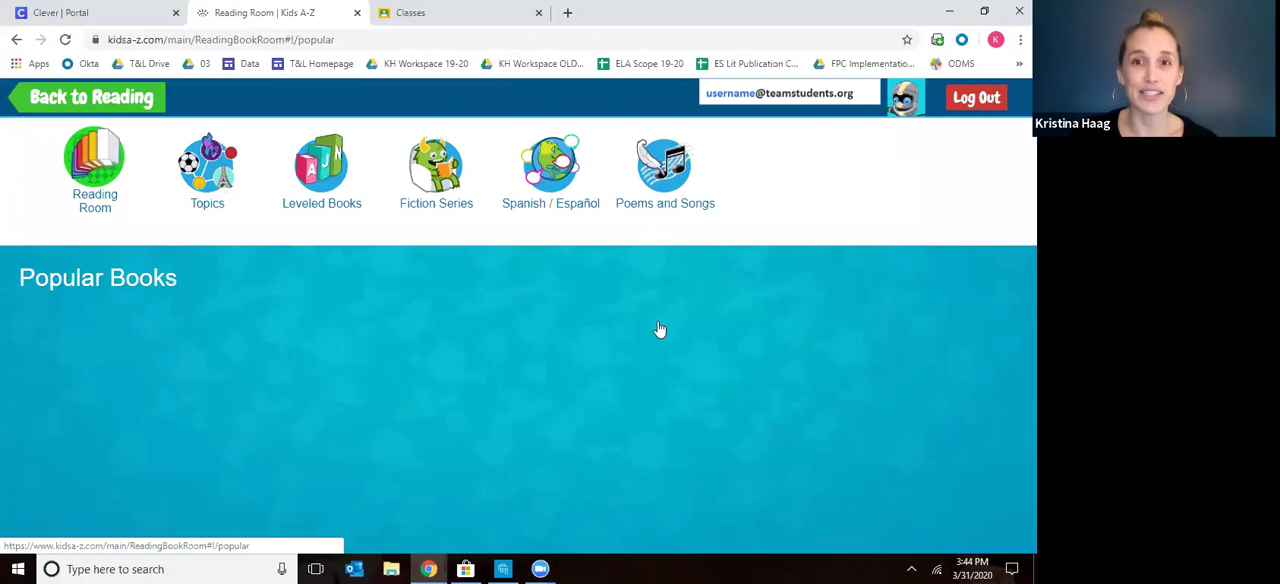 Clever | Portal
Reading Room | Kids A-Z
Classes
kidsa-z.com/main/ReadingBookRoom#!/popular
K
Apps
Okta
T&L Drive
03
Data
T&L Homepage
KH Workspace 19-20
KH Workspace OLD...
ELA Scope 19-20
ES Lit Publication C...
FPC Implementatio...
ODMS
»
Back to Reading
username@teamstudents.org
Log Out
Kristina Haag
Reading
Room
Topics
Leveled Books
Fiction Series
Spanish / Español
Poems and Songs
Popular Books
https://www.kidsa-z.com/main/ReadingBookRoom#!/popular
Type here to search
3:44 PM
3/31/2020